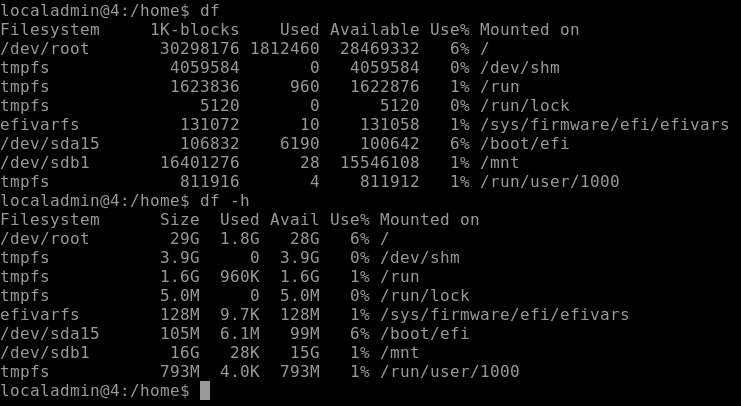 localadmin@4:/home$ df
Filesystem     1K-blocks    Used Available Use% Mounted on
/dev/root       30298176 1812460  28469332   6% /
tmpfs            4059584       0   4059584   0% /dev/shm
tmpfs            1623836     960   1622876   1% /run
tmpfs               5120       0      5120   0% /run/lock
efivarfs          131072      10    131058   1% /sys/firmware/efi/efivars
/dev/sda15        106832    6190    100642   6% /boot/efi
/dev/sdb1       16401276      28  15546108   1% /mnt
tmpfs             811916       4    811912   1% /run/user/1000
localadmin@4:/home$ df -h
Filesystem      Size  Used Avail Use% Mounted on
/dev/root        29G  1.8G   28G   6% /
tmpfs           3.9G     0  3.9G   0% /dev/shm
tmpfs           1.6G  960K  1.6G   1% /run
tmpfs           5.0M     0  5.0M   0% /run/lock
efivarfs        128M  9.7K  128M   1% /sys/firmware/efi/efivars
/dev/sda15      105M  6.1M   99M   6% /boot/efi
/dev/sdb1        16G   28K   15G   1% /mnt
tmpfs           793M  4.0K  793M   1% /run/user/1000
localadmin@4:/home$